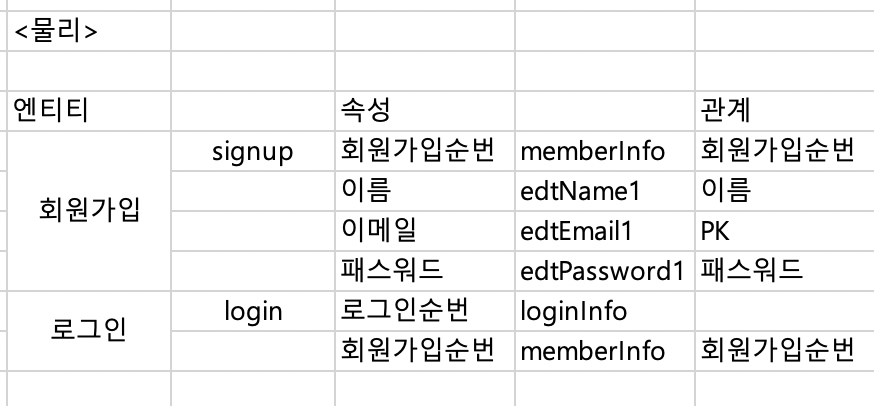 <물리>
엔티티 속성 관계
signup 회원가입순번 memberInfo 회원가입순번
이름 edtName1 이름
회원가입
이메일 edtEmail1 PK
패스워드 edtPassword1 패스워드
login 로그인순번 loginInfo
로그인
회원가입순번 memberInfo 회원가입순번